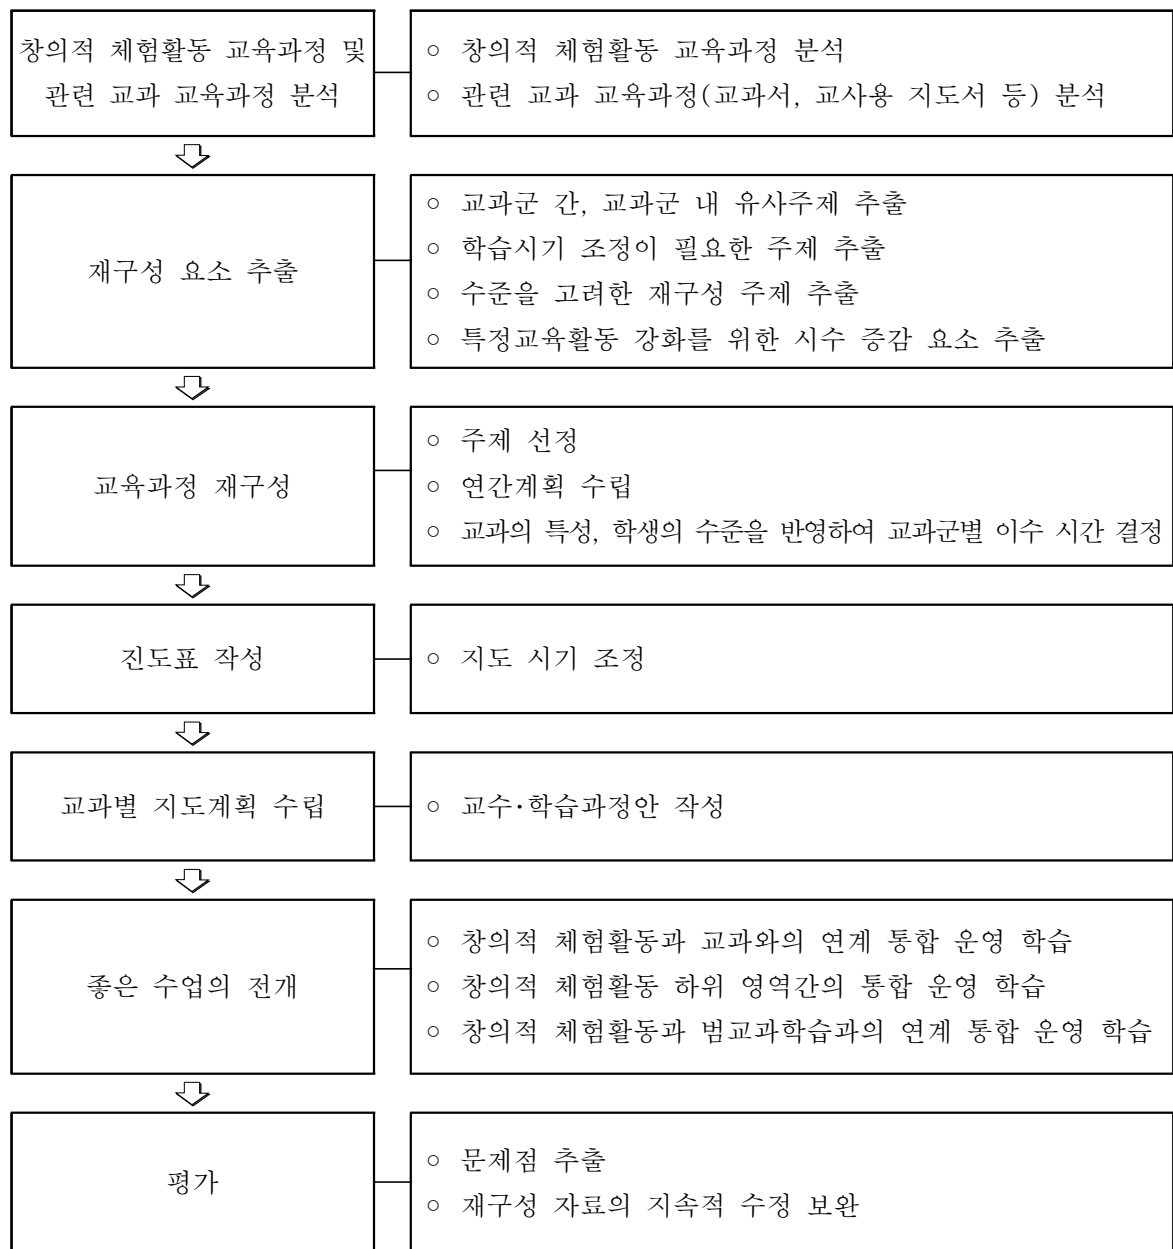 창의적 체험활동 교육과정 및
관련 교과 교육과정 분석
○ 창의적 체험활동 교육과정 분석
○ 관련 교과 교육과정(교과서, 교사용 지도서 등) 분석
재구성 요소 추출
○ 교과군 간, 교과군 내 유사주제 추출
○ 학습시기 조정이 필요한 주제 추출
○ 수준을 고려한 재구성 주제 추출
○ 특정교육활동 강화를 위한 시수 증감 요소 추출
교육과정 재구성
○ 주제 선정
○ 연간계획 수립
○ 교과의 특성, 학생의 수준을 반영하여 교과군별 이수 시간 결정
진도표 작성
○ 지도 시기 조정
교과별 지도계획 수립
○ 교수·학습과정안 작성
좋은 수업의 전개
○ 창의적 체험활동과 교과와의 연계 통합 운영 학습
○ 창의적 체험활동 하위 영역간의 통합 운영 학습
○ 창의적 체험활동과 범교과학습과의 연계 통합 운영 학습
평가
○ 문제점 추출
○ 재구성 자료의 지속적 수정 보완